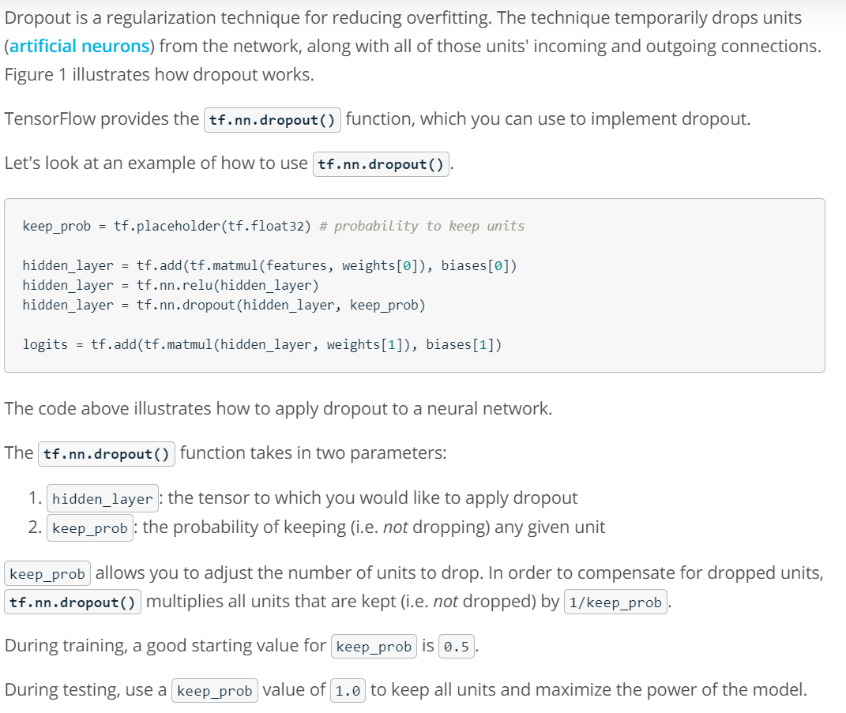 Dropout is a regularization technique for reducing overfitting. The technique temporarily drops units
(artificial neurons) from the network, along with all of those units' incoming and outgoing connections.
Figure 1 illustrates how dropout works.
TensorFlow provides the tf.nn.dropout() function, which you can use to implement dropout.
Let's look at an example of how to use tf.nn.dropout().
keep_prob = tf.placeholder(tf.float32) # probability to keep units
hidden_layer = tf.add(tf.matmul(features, weights[0]), biases[0])
hidden_layer = tf.nn.relu(hidden_layer)
hidden_layer = tf.nn.dropout(hidden_layer, keep_prob)
logits = tf.add(tf.matmul(hidden_layer, weights[1]), biases[1])
The code above illustrates how to apply dropout to a neural network.
The tf.nn.dropout() function takes in two parameters:
1. hidden_layer: the tensor to which you would like to apply dropout
2. keep_prob: the probability of keeping (i.e. not dropping) any given unit
keep_prob allows you to adjust the number of units to drop. In order to compensate for dropped units,
tf.nn.dropout() multiplies all units that are kept (i.e. not dropped) by 1/keep_prob.
During training, a good starting value for keep_prob is 0.5.
During testing, use a keep_prob value of 1.0 to keep all units and maximize the power of the model.